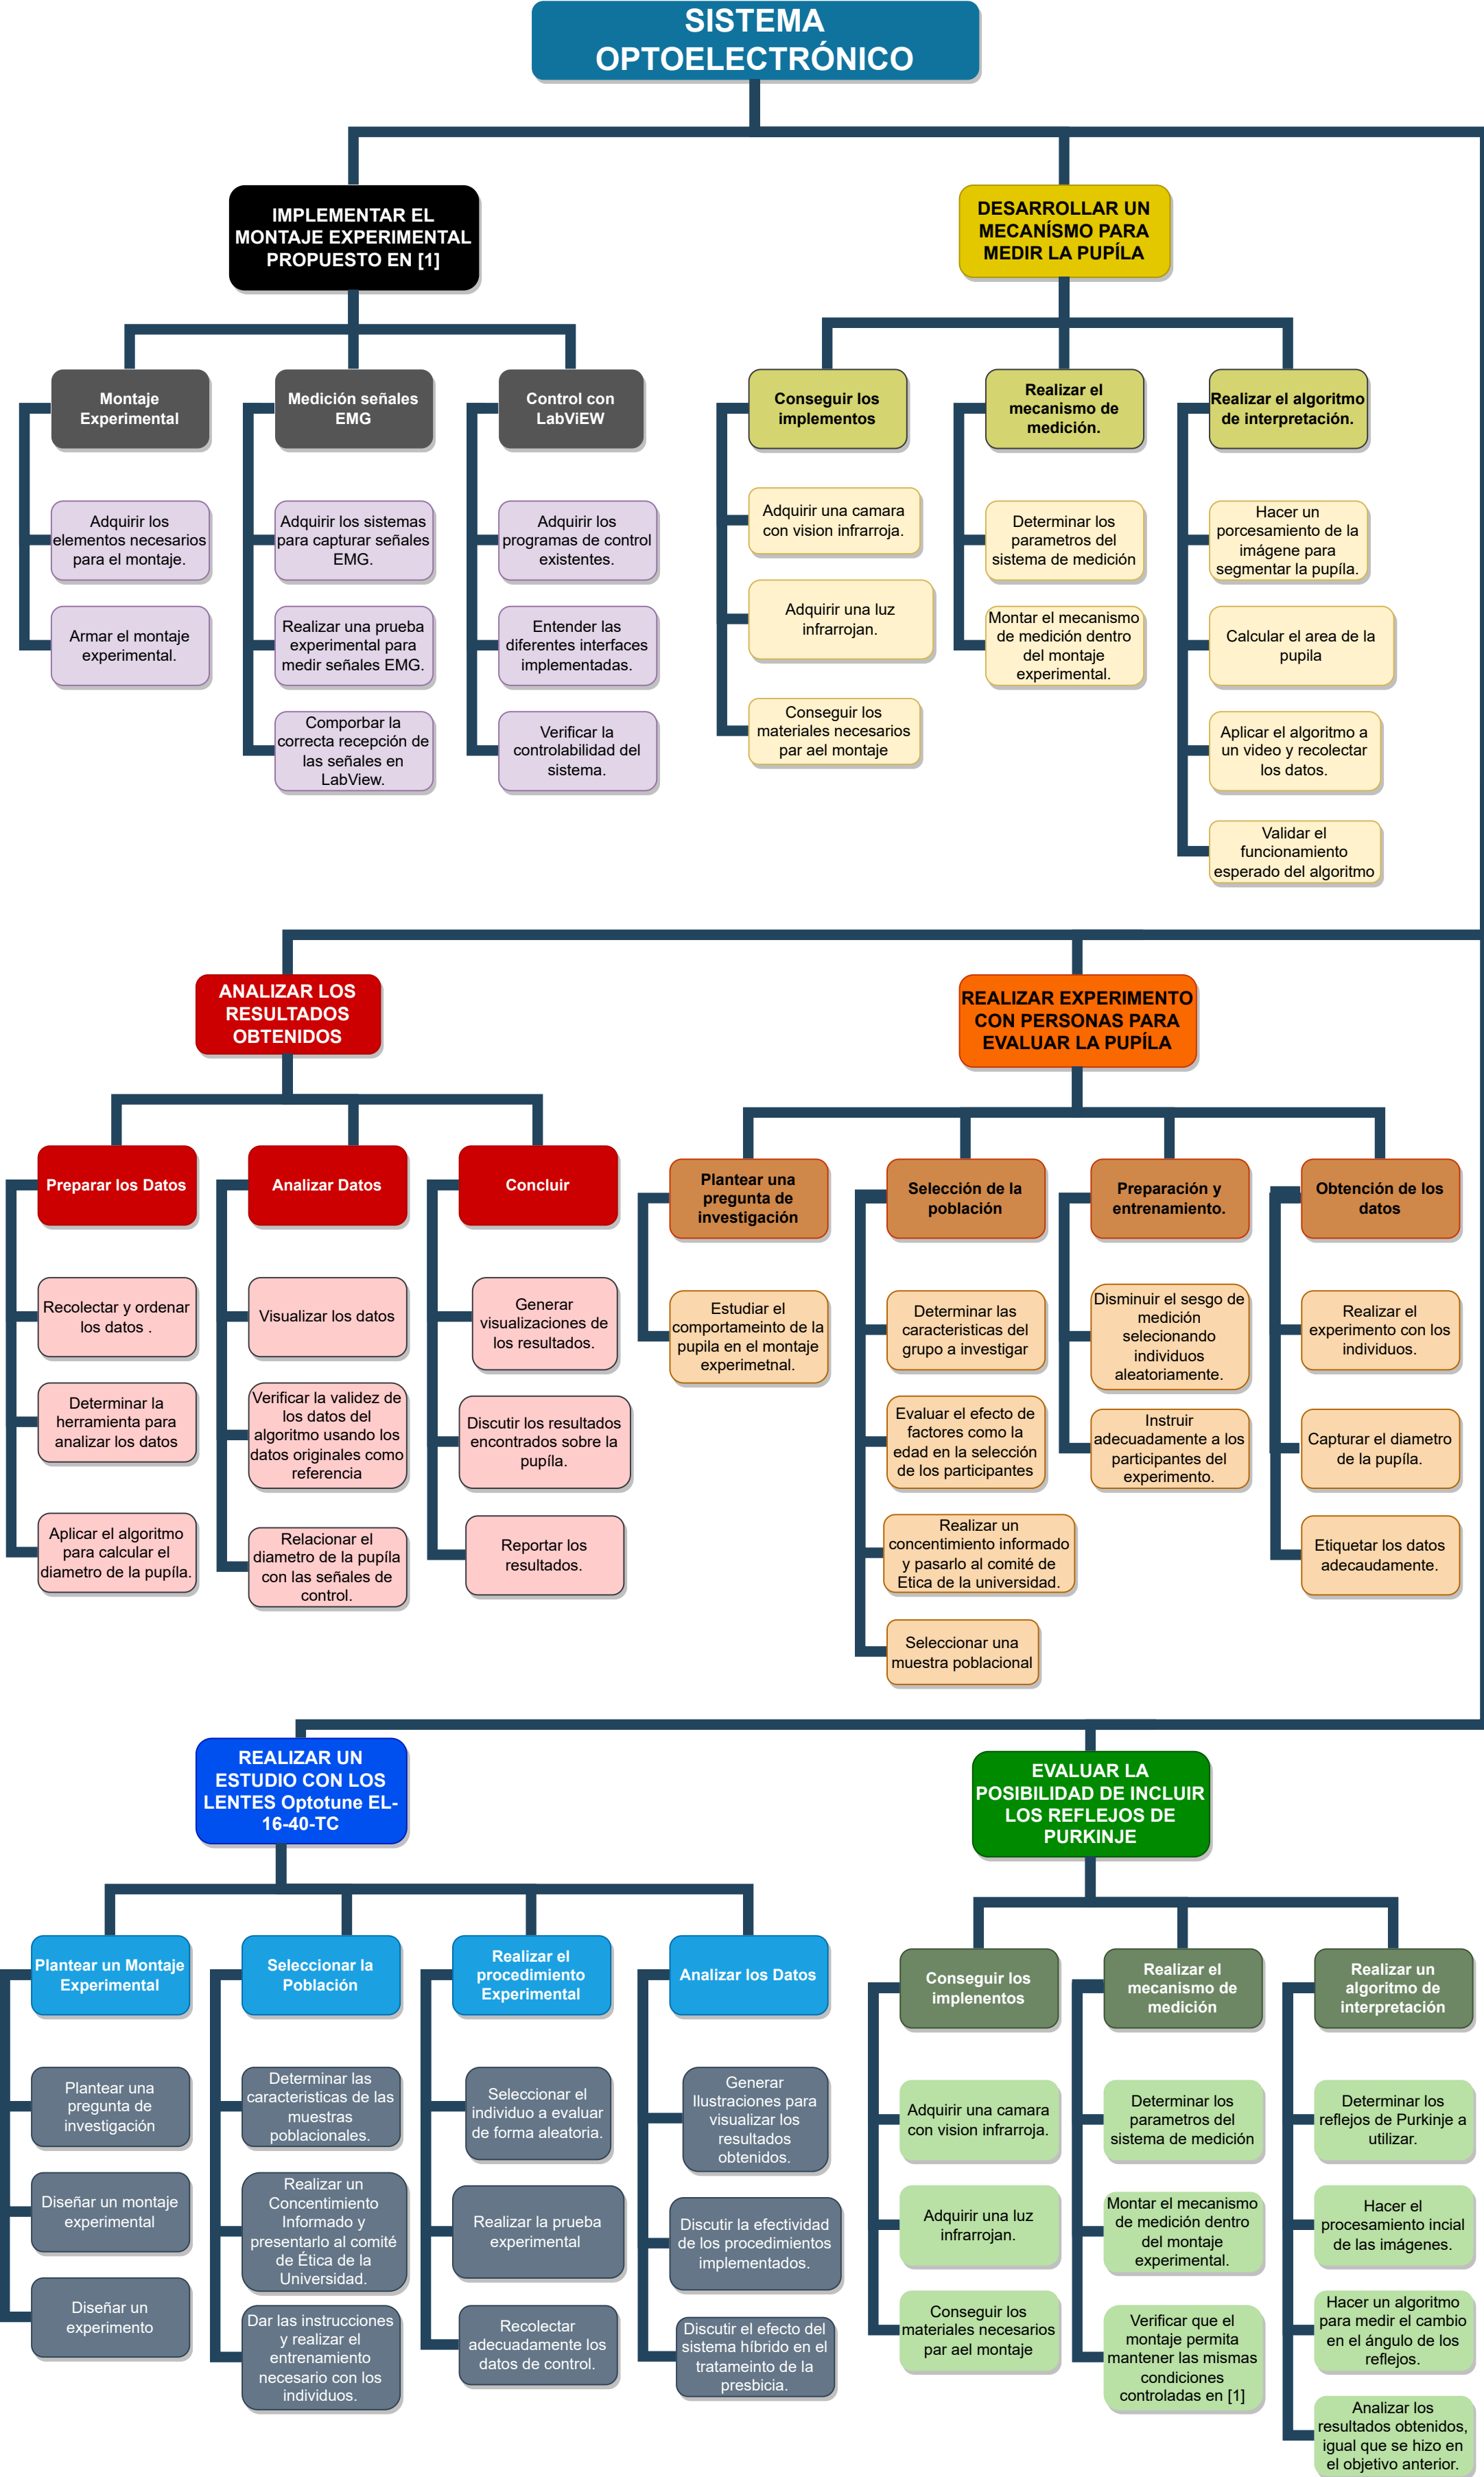 SISTEMA
OPTOELECTRÓNICO
IMPLEMENTAR EL
MONTAJE EXPERIMENTAL
PROPUESTO EN [1]
DESARROLLAR UN
MECANÍSMO PARA
MEDIR LA PUPÍLA
Montaje
Experimental
Medición señales
EMG
Control con
LabViEW
Conseguir los
implementos
Realizar el
mecanismo de
medición.
Realizar el algoritmo
de interpretación.
Adquirir los
elementos necesarios
para el montaje.
Armar el montaje
experimental.
Adquirir los sistemas
para capturar señales
EMG.
Realizar una prueba
experimental para
medir señales EMG.
Comporbar la
correcta recepción de
las señales en
LabView.
Adquirir los
programas de control
existentes.
Entender las
diferentes interfaces
implementadas.
Verificar la
controlabilidad del
sistema.
Adquirir una camara
con vision infrarroja.
Adquirir una luz
infrarrojan.
Conseguir los
materiales necesarios
par ael montaje
Determinar los
parametros del
sistema de medición
Montar el mecanismo
de medición dentro
del montaje
experimental.
Hacer un
porcesamiento de la
imágene para
segmentar la pupíla.
Calcular el area de la
pupila
Aplicar el algoritmo a
un video y recolectar
los datos.
Validar el
funcionamiento
esperado del algoritmo
ANALIZAR LOS
RESULTADOS
OBTENIDOS
REALIZAR EXPERIMENTO
CON PERSONAS PARA
EVALUAR LA PUPÍLA
Preparar los Datos
Analizar Datos
Concluir
Plantear una
pregunta de
investigación
Selección de la
población
Preparación y
entrenamiento.
Obtención de los
datos
Recolectar y ordenar
los datos .
Determinar la
herramienta para
analizar los datos
Aplicar el algoritmo
para calcular el
diametro de la pupíla.
Visualizar los datos
Verificar la validez de
los datos del
algoritmo usando los
datos originales como
referencia
Relacionar el
diametro de la pupíla
con las señales de
control.
Generar
visualizaciones de
los resultados.
Discutir los resultados
encontrados sobre la
pupíla.
Reportar los
resultados.
Estudiar el
comportameinto de la
pupila en el montaje
experimetnal.
Determinar las
caracteristicas del
grupo a investigar
Evaluar el efecto de
factores como la
edad en la selección
de los participantes
Realizar un
concentimiento informado
y pasarlo al comité de
Etica de la universidad.
Seleccionar una
muestra poblacional
Disminuir el sesgo de
medición
selecionando
individuos
aleatoriamente.
Instruir
adecuadamente a los
participantes del
experimento.
Realizar el
experimento con los
individuos.
Capturar el diametro
de la pupíla.
Etiquetar los datos
adecaudamente.
REALIZAR UN
ESTUDIO CON LOS
LENTES Optotune EL-
16-40-TC
EVALUAR LA
POSIBILIDAD DE INCLUIR
LOS REFLEJOS DE
PURKINJE
Plantear un Montaje
Experimental
Seleccionar la
Población
Realizar el
procedimiento
Experimental
Analizar los Datos
Conseguir los
implenentos
Realizar el
mecanismo de
medición
Realizar un
algoritmo de
interpretación
Plantear una
pregunta de
investigación
Diseñar un montaje
experimental
Diseñar un
experimento
Determinar las
caracteristicas de las
muestras
poblacionales.
Realizar un
Concentimiento
Informado y
presentarlo al comité
de Ética de la
Universidad.
Dar las instrucciones
y realizar el
entrenamiento
necesario con los
individuos.
Seleccionar el
individuo a evaluar
de forma aleatoria.
Realizar la prueba
experimental
Recolectar
adecuadamente los
datos de control.
Generar
Ilustraciones para
visualizar los
resultados
obtenidos.
Discutir la efectividad
de los procedimientos
implementados.
Discutir el efecto del
sistema híbrido en el
tratameinto de la
presbicia.
Adquirir una camara
con vision infrarroja.
Adquirir una luz
infrarrojan.
Conseguir los
materiales necesarios
par ael montaje
Determinar los
parametros del
sistema de medición
Montar el mecanismo
de medición dentro
del montaje
experimental.
Verificar que el
montaje permita
mantener las mismas
condiciones
controladas en [1]
Determinar los
reflejos de Purkinje a
utilizar.
Hacer el
procesamiento incial
de las imágenes.
Hacer un algoritmo
para medir el cambio
en el ángulo de los
reflejos.
Analizar los
resultados obtenidos,
igual que se hizo en
el objetivo anterior.